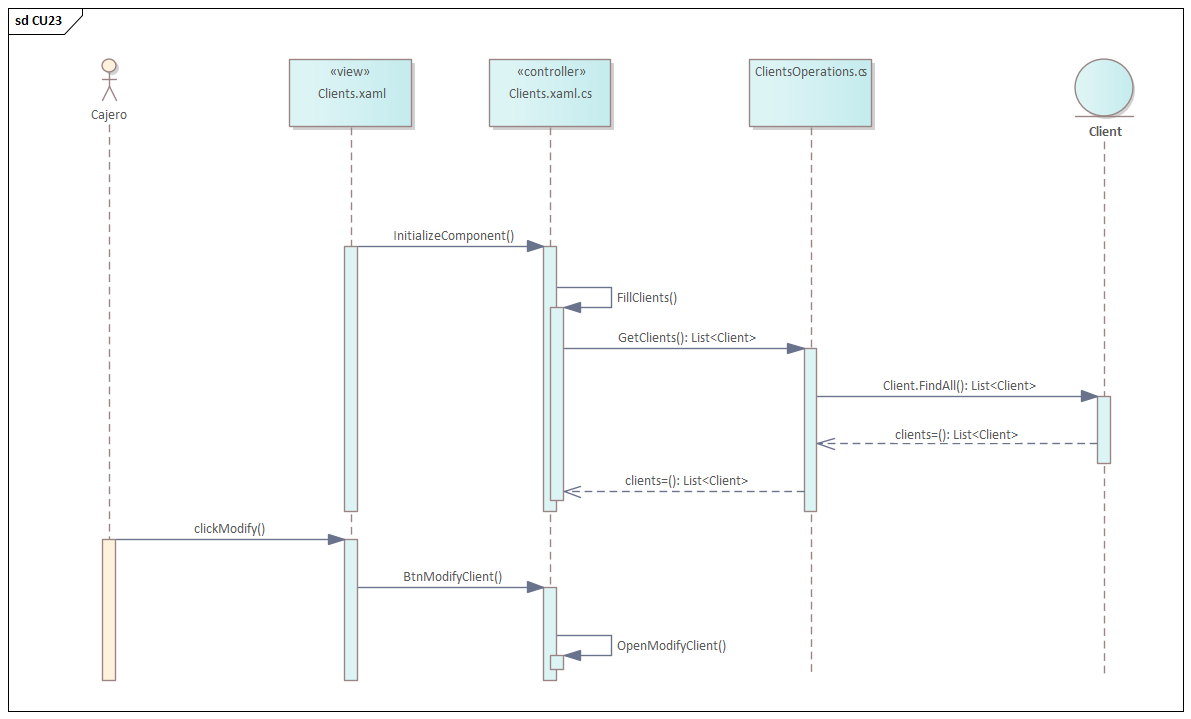 sd CU23
Cajero
«view»
Clients.xaml
«controller»
Clients.xaml.cs
ClientsOperations.cs
Client
InitializeComponent()
FillClients()
GetClients(): List<Client>
Client.FindAll(): List<Client>
clients=(): List<Client>
clients=(): List<Client>
clickModify()
BtnModifyClient()
OpenModifyClient()